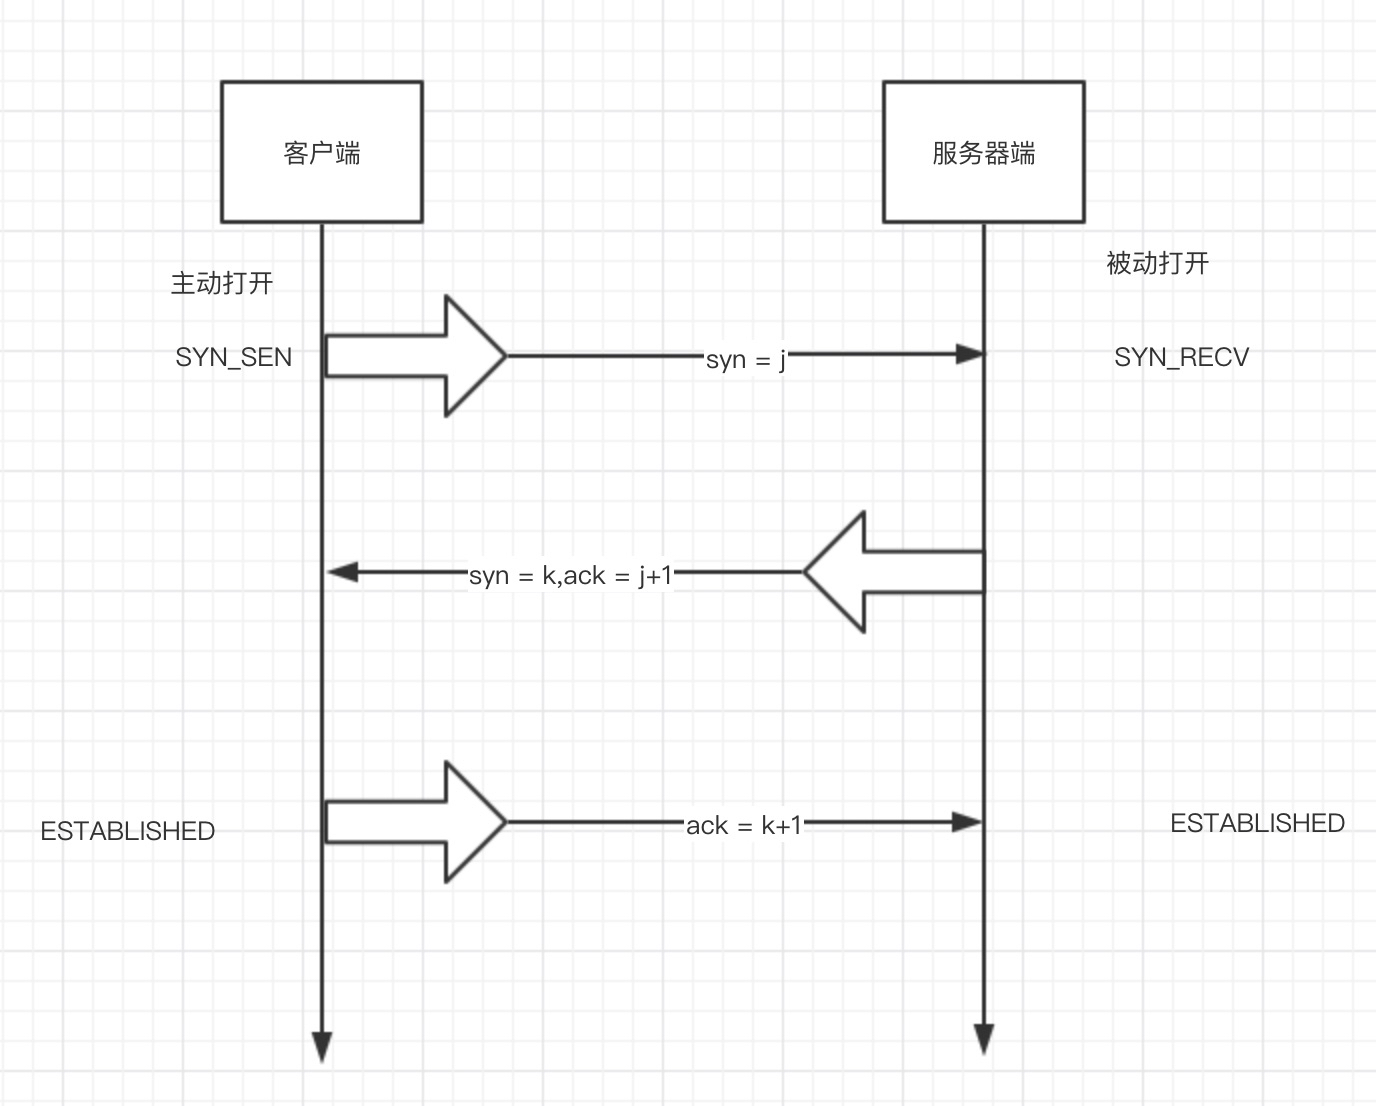 客户端
服务器端
主动打开
被动打开
SYN_SEN
syn = j
SYN_RECV
syn = k,ack = j+1
ESTABLISHED
ack = k+1
ESTABLISHED